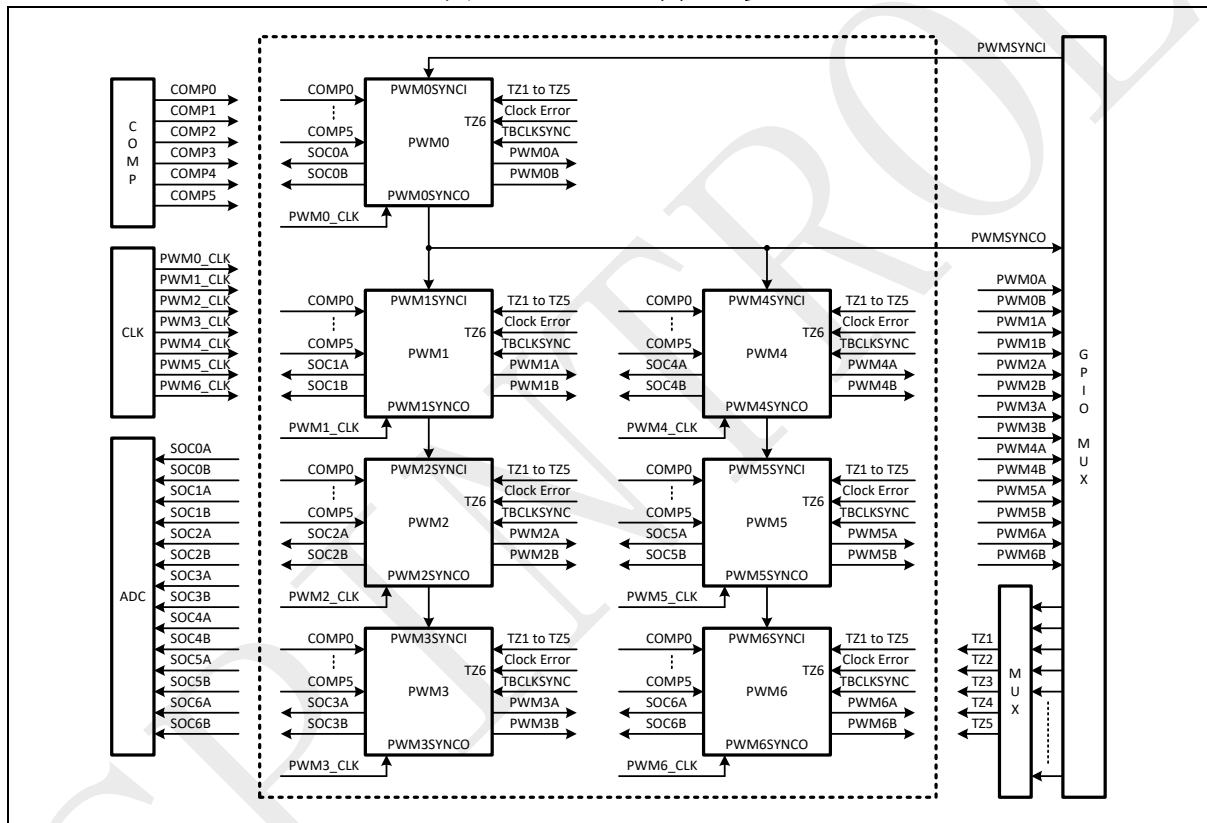 PWMSYNCI
COMP
COMP0
COMP1
COMP2
COMP3
COMP4
COMP5
COMP0
COMP5
SOC0A
SOC0B
PWM0_CLK
PWM0SYNCI
TZ6
PWM0
PWM0SYNCO
TZ1 to TZ5
Clock Error
TBCLKSYNC
PWM0A
PWM0B
PWMSYNCO
CLK
PWM0_CLK
PWM1_CLK
PWM2_CLK
PWM3_CLK
PWM4_CLK
PWM5_CLK
PWM6_CLK
COMP0
COMP5
SOC1A
SOC1B
PWM1_CLK
PWM1SYNCI
TZ6
PWM1
PWM1SYNCO
TZ1 to TZ5
Clock Error
TBCLKSYNC
PWM1A
PWM1B
COMP0
COMP5
SOC4A
SOC4B
PWM4_CLK
PWM4SYNCI
TZ6
PWM4
PWM4SYNCO
TZ1 to TZ5
Clock Error
TBCLKSYNC
PWM4A
PWM4B
ADC
SOC0A
SOC0B
SOC1A
SOC1B
SOC2A
SOC2B
SOC3A
SOC3B
SOC4A
SOC4B
SOC5A
SOC5B
SOC6A
SOC6B
COMP0
COMP5
SOC2A
SOC2B
PWM2_CLK
PWM2SYNCI
TZ6
PWM2
PWM2SYNCO
TZ1 to TZ5
Clock Error
TBCLKSYNC
PWM2A
PWM2B
COMP0
COMP5
SOC5A
SOC5B
PWM5_CLK
PWM5SYNCI
TZ6
PWM5
PWM5SYNCO
TZ1 to TZ5
Clock Error
TBCLKSYNC
PWM5A
PWM5B
COMP0
COMP5
SOC3A
SOC3B
PWM3_CLK
PWM3SYNCI
TZ6
PWM3
PWM3SYNCO
TZ1 to TZ5
Clock Error
TBCLKSYNC
PWM3A
PWM3B
COMP0
COMP5
SOC6A
SOC6B
PWM6_CLK
PWM6SYNCI
TZ6
PWM6
PWM6SYNCO
TZ1 to TZ5
Clock Error
TBCLKSYNC
PWM6A
PWM6B
PWM0A
PWM0B
PWM1A
PWM1B
PWM2A
PWM2B
PWM3A
PWM3B
PWM4A
PWM4B
PWM5A
PWM5B
PWM6A
PWM6B
GPIO MUX
TZ1
TZ2
TZ3
TZ4
TZ5
MUX